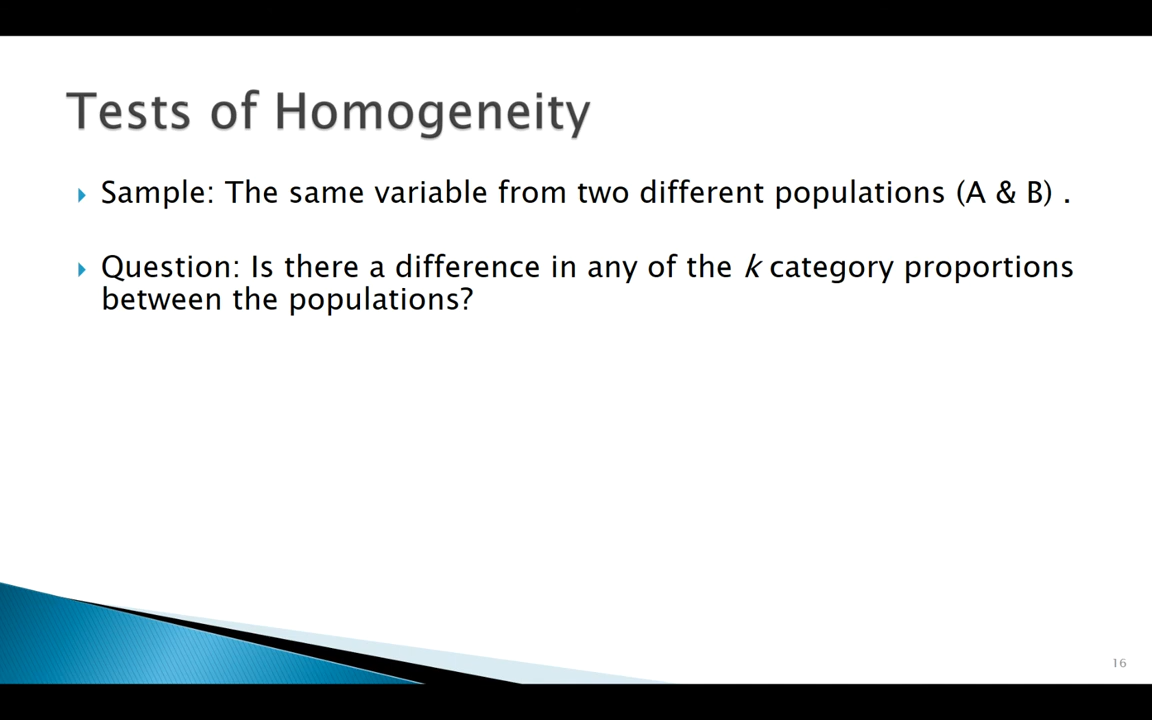 Tests of Homogeneity
Sample: The same variable from two different populations (A & B) .
Question: Is there a difference in any of the k category proportions
between the populations?
16